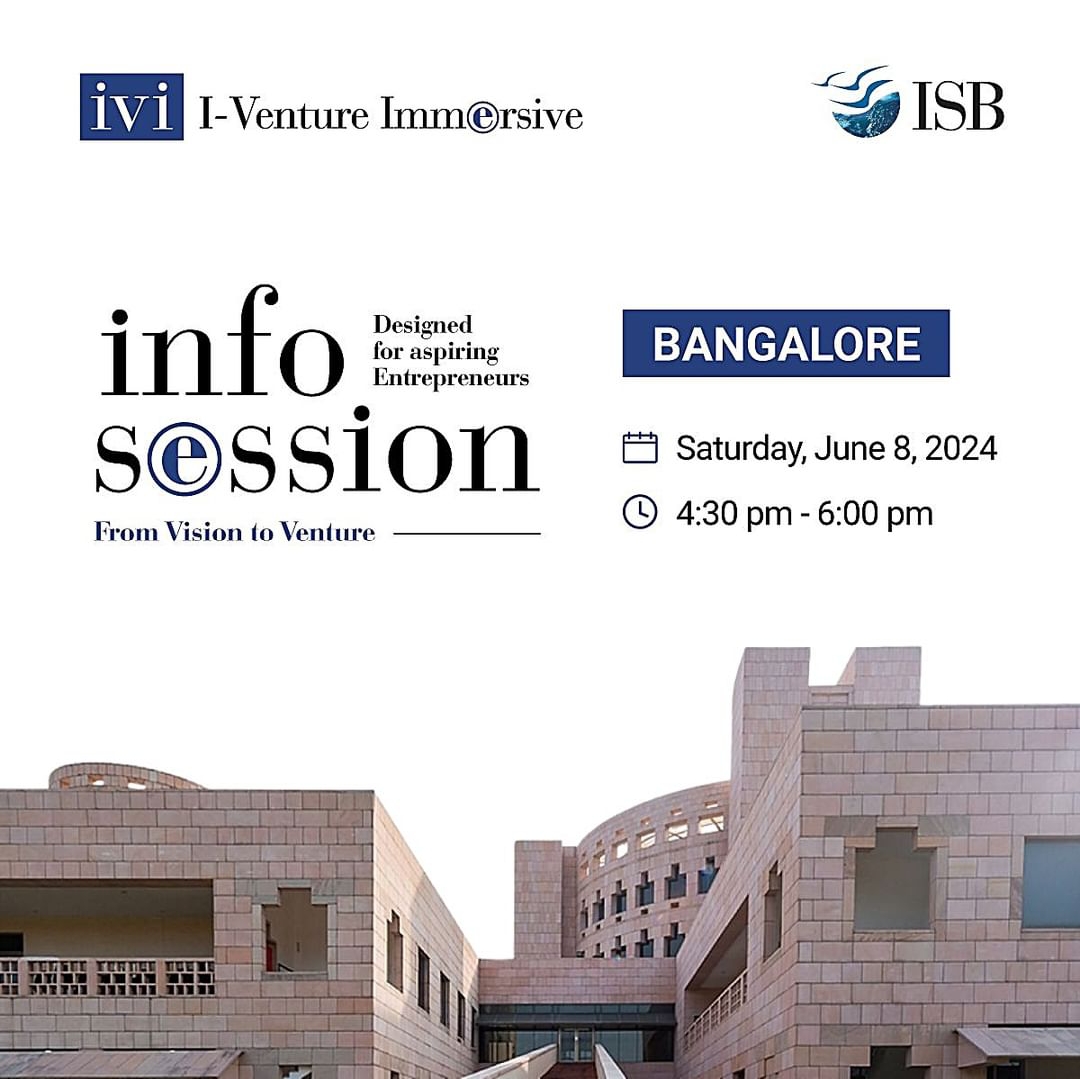 ivi I-Venture Immersive
ISB
info
Designed
for aspiring
Entrepreneurs
session
From Vision to Venture
BANGALORE
Saturday, June 8, 2024
4:30 pm - 6:00 pm